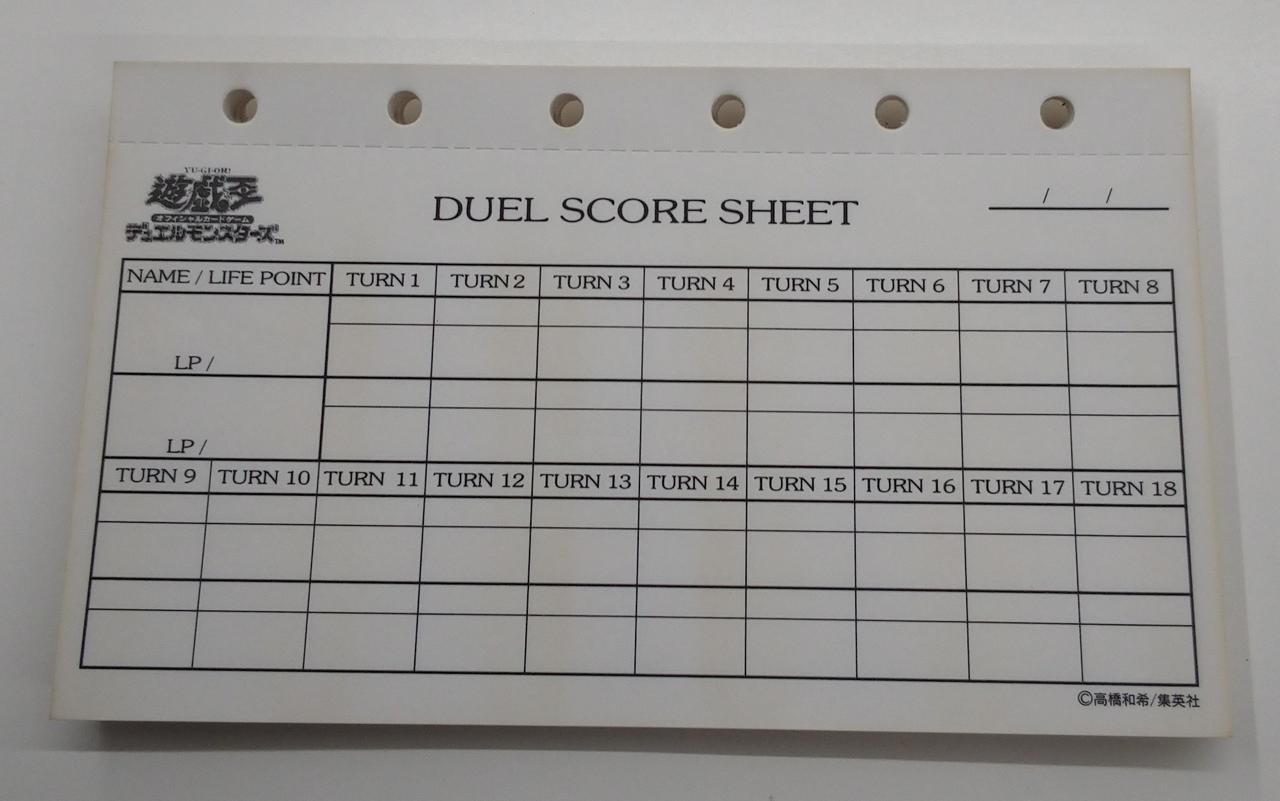 YU-GI-OH!
遊戯王
オフィシャルカードゲーム
デュエルモンスターズ™
DUEL SCORE SHEET
/ /
NAME / LIFE POINT TURN 1 TURN 2 TURN 3 TURN 4 TURN 5 TURN 6 TURN 7 TURN 8
LP /
LP /
TURN 9 TURN 10 TURN 11 TURN 12 TURN 13 TURN 14 TURN 15 TURN 16 TURN 17 TURN 18
©高橋和希/集英社